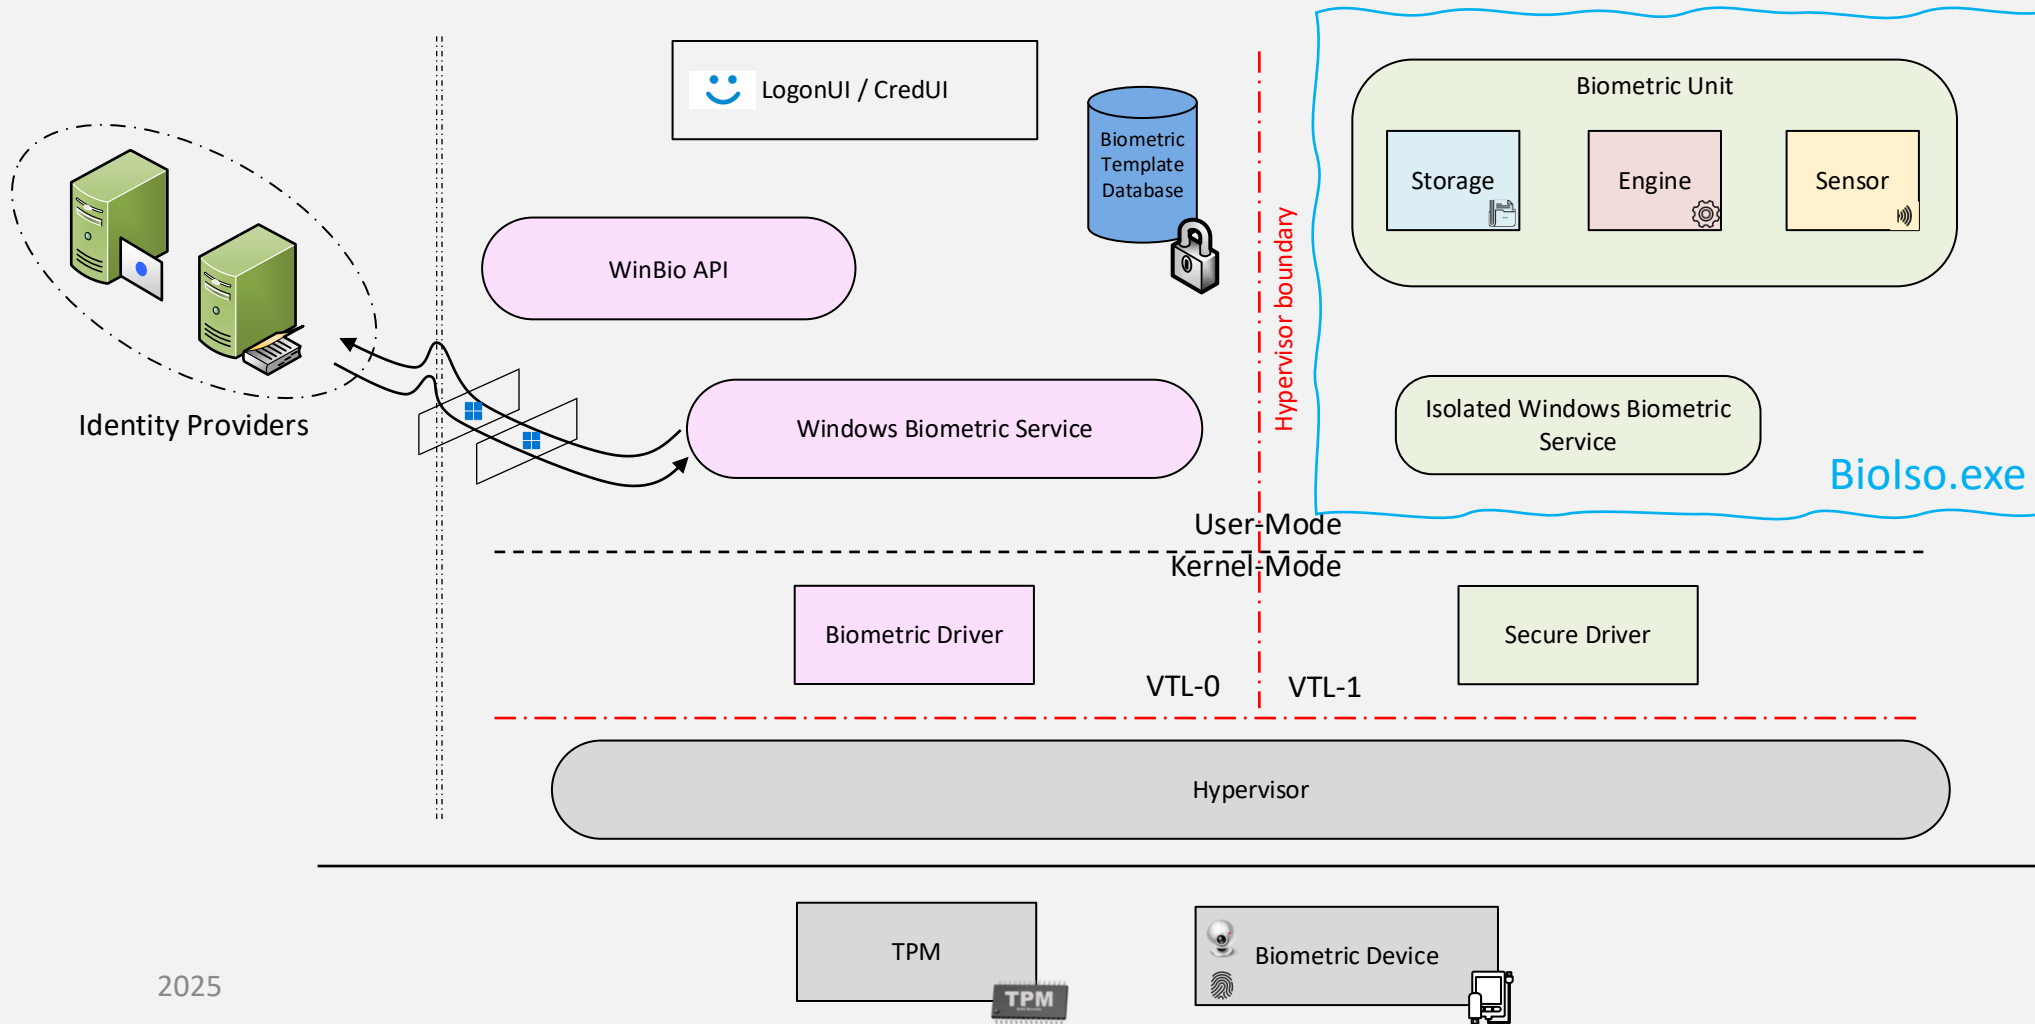 LogonUI / CredUI
Biometric
Template
Database
Biometric Unit
Storage
Engine
Sensor
WinBio API
Hypervisor boundary
Identity Providers
Windows Biometric Service
Isolated Windows Biometric
Service
BioIso.exe
User-Mode
Kernel-Mode
Biometric Driver
Secure Driver
VTL-0
VTL-1
Hypervisor
TPM
TPM
Biometric Device
2025